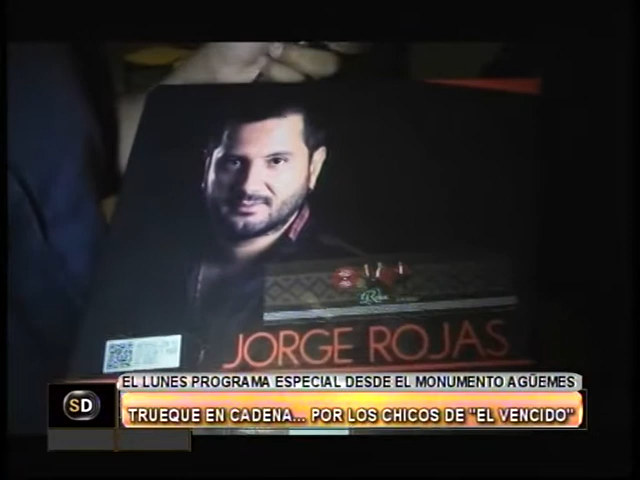 JORGE ROJAS
EL LUNES PROGRAMA ESPECIAL DESDE EL MONUMENTO AGÜEMES
SD
TRUEQUE EN CADENA... POR LOS CHICOS DE "EL VENCIDO"